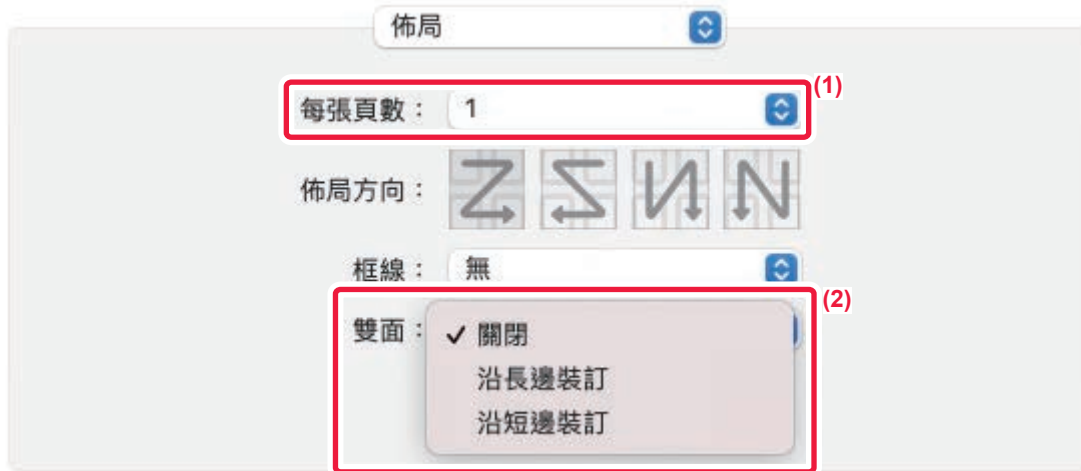 佈局
(1)
每張頁數： 1
佈局方向：
框線： 無
(2)
雙面： ✓ 關閉
沿長邊裝訂
沿短邊裝訂